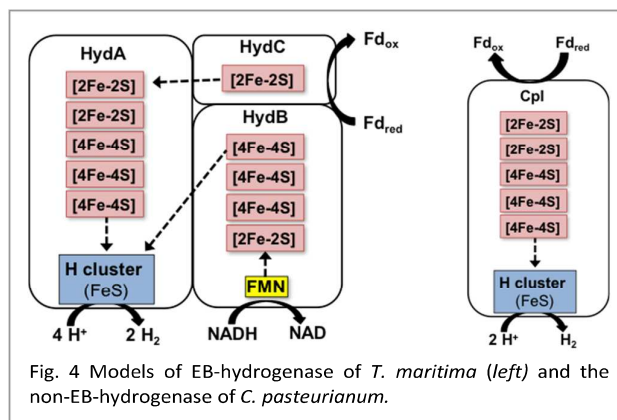 HydA
[2Fe-2S]
[2Fe-2S]
[4Fe-4S]
[4Fe-4S]
[4Fe-4S]
H cluster
(FeS)
4 H⁺
2 H₂
HydC
[2Fe-2S]
HydB
[4Fe-4S]
[4Fe-4S]
[4Fe-4S]
[2Fe-2S]
FMN
NADH
NAD
Fdox
Fdred
Fdox
Fdred
CpI
[2Fe-2S]
[2Fe-2S]
[4Fe-4S]
[4Fe-4S]
[4Fe-4S]
H cluster
(FeS)
2 H⁺
H₂
Fig. 4 Models of EB-hydrogenase of T. maritima (left) and the
non-EB-hydrogenase of C. pasteurianum.